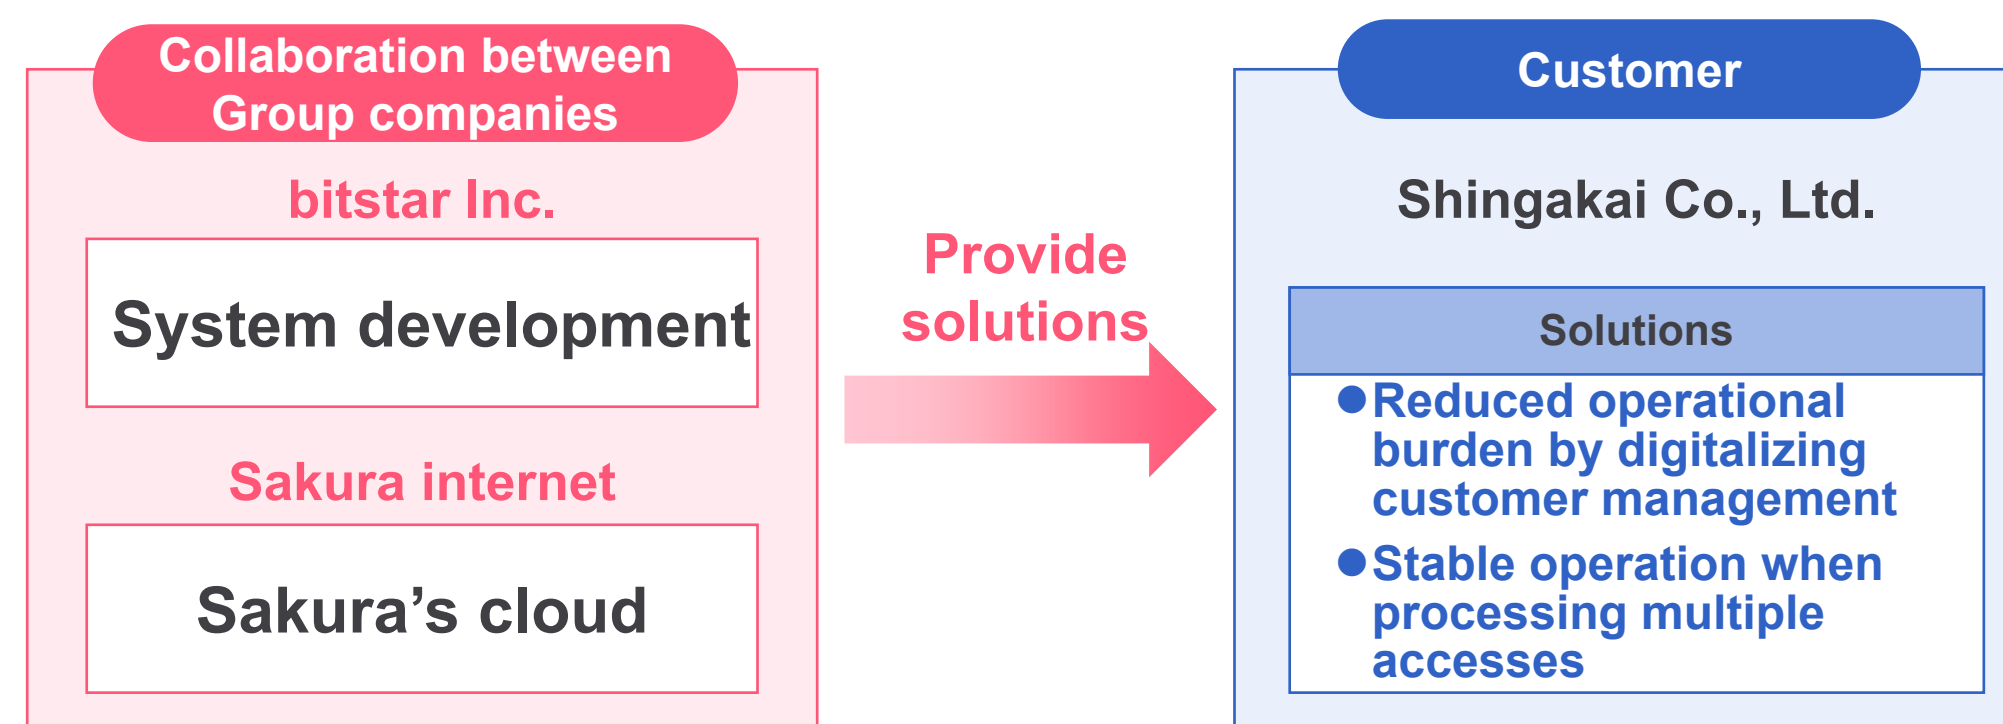 Collaboration between
Group companies
bitstar Inc.
System development
Sakura internet
Sakura’s cloud
Provide
solutions
Customer
Shingakai Co., Ltd.
Solutions
●Reduced operational
burden by digitalizing
customer management
●Stable operation when
processing multiple
accesses